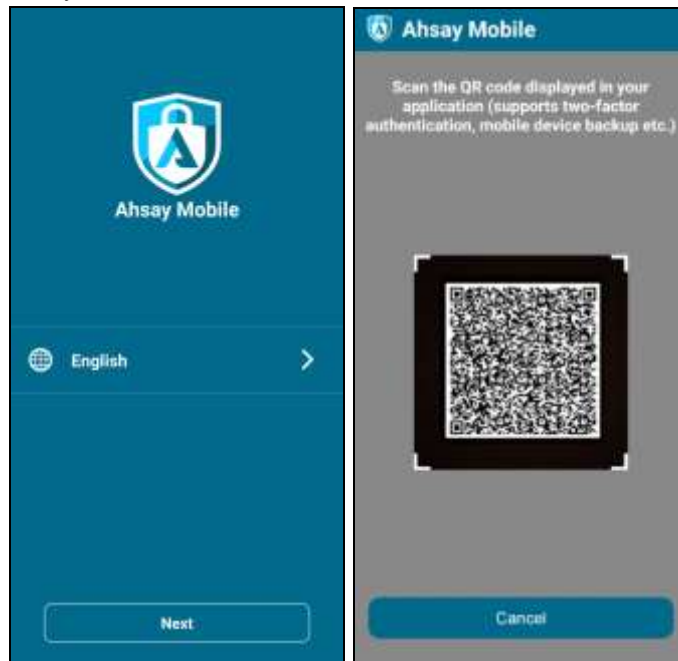 Ahsay Mobile
English
Next
Ahsay Mobile
Scan the QR code displayed in your
application (supports two-factor
authentication, mobile device backup etc.)
Cancel